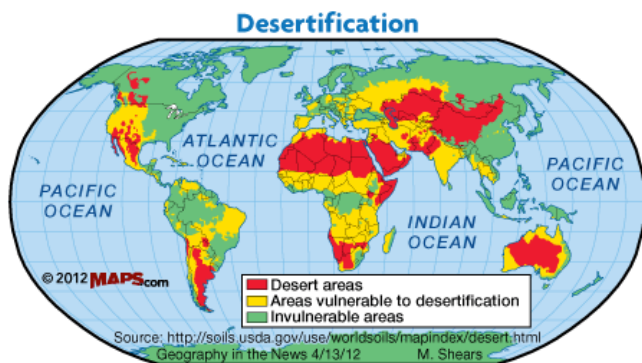 Desertification
ATLANTIC
OCEAN
PACIFIC
OCEAN
PACIFIC
OCEAN
INDIAN
OCEAN
© 2012 MAPS.com
Desert areas
Areas vulnerable to desertification
Invulnerable areas
Source: http://soils.usda.gov/use/worldsoils/mapindex/desert.html
Geography in the News 4/13/12 M. Shears